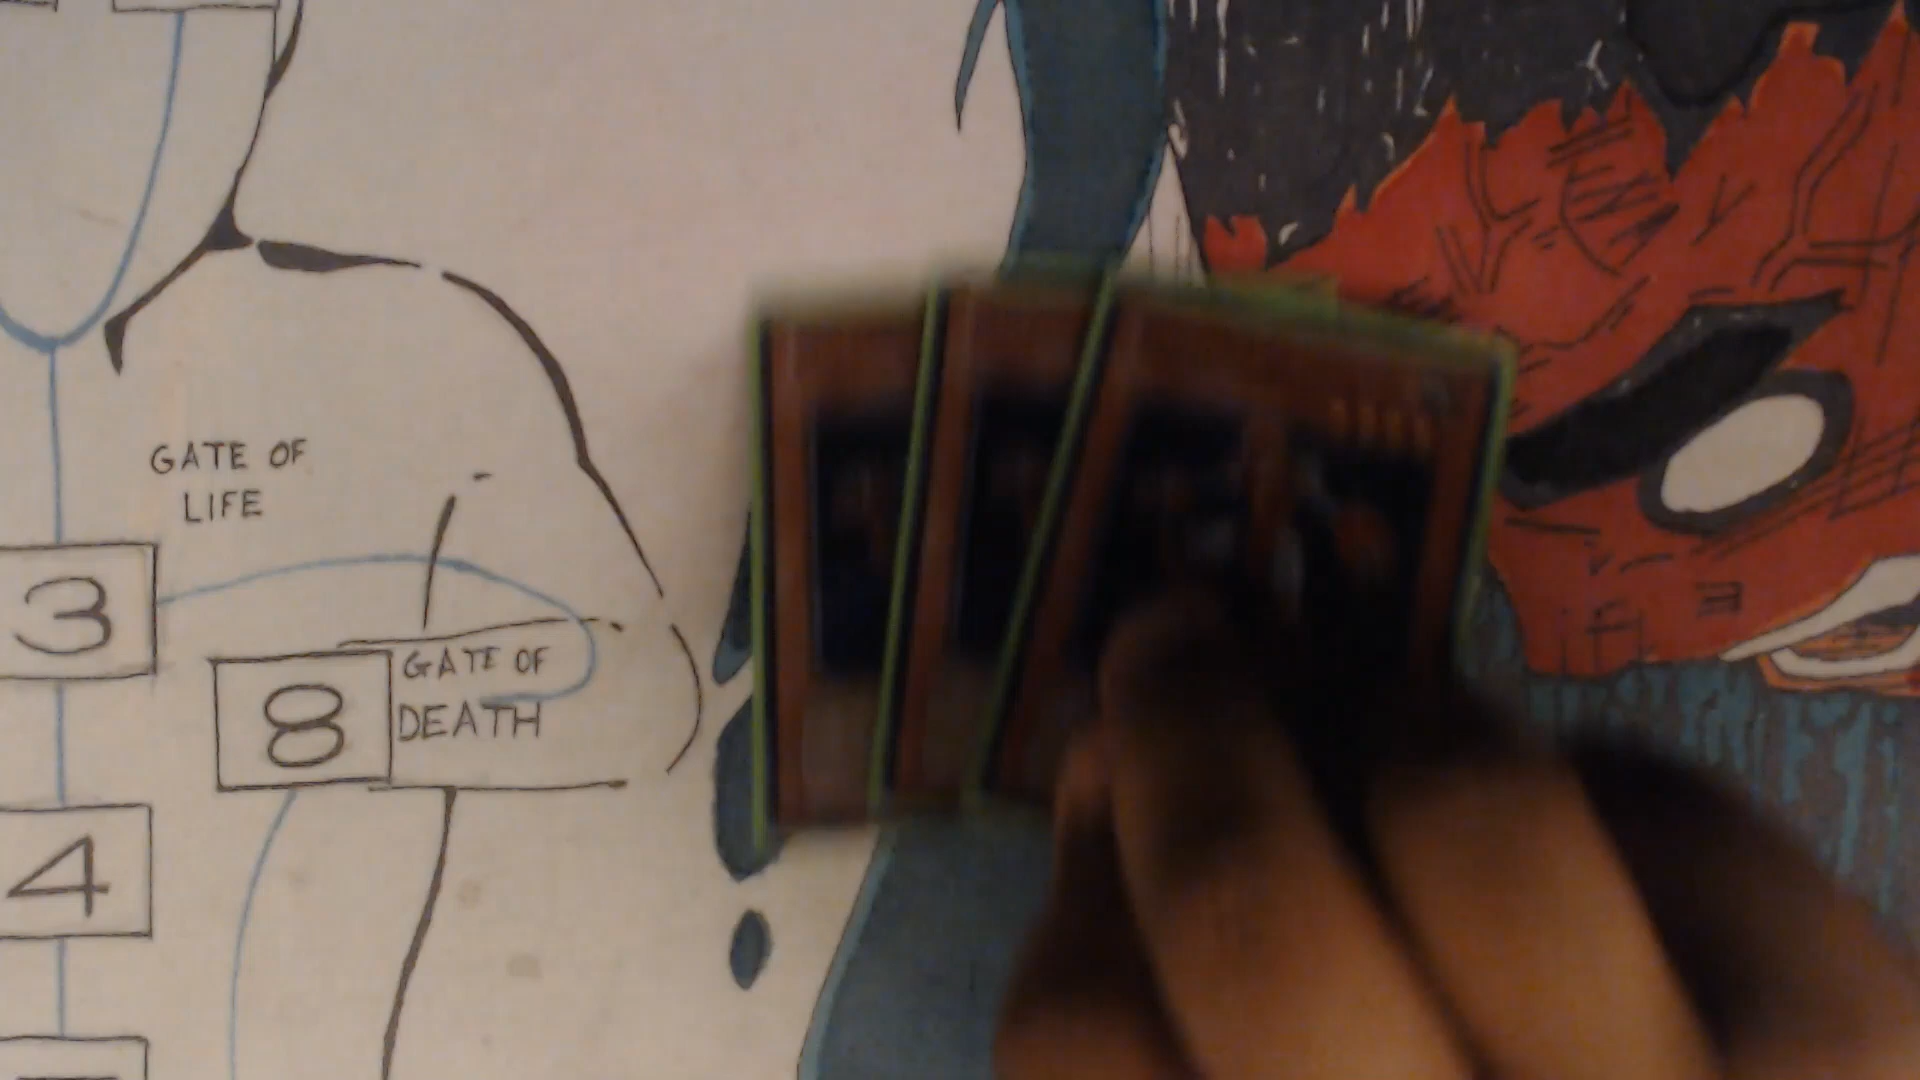 GATE OF
LIFE
3
8
GATE OF
DEATH
4